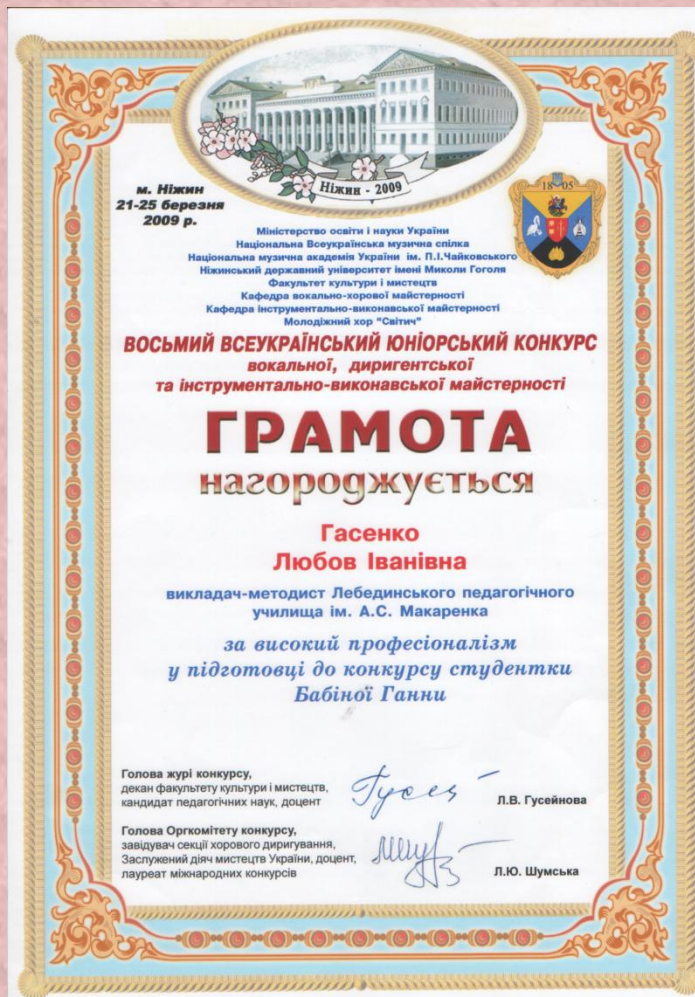 Ніжин - 2009
м. Ніжин
21-25 березня
2009 р.
18 05
Міністерство освіти і науки України
Національна Всеукраїнська музична спілка
Національна музична академія України ім. П.І.Чайковського
Ніжинський державний університет імені Миколи Гоголя
Факультет культури і мистецтв
Кафедра вокально-хорової майстерності
Кафедра інструментально-виконавської майстерності
Молодіжний хор "Світич"
ВОСЬМИЙ ВСЕУКРАЇНСЬКИЙ ЮНІОРСЬКИЙ КОНКУРС
вокальної, диригентської
та інструментально-виконавської майстерності
ГРАМОТА
нагороджується
Гасенко
Любов Іванівна
викладач-методист Лебединського педагогічного
училища ім. А.С. Макаренка
за високий професіоналізм
у підготовці до конкурсу студентки
Бабіної Ганни
Голова журі конкурсу,
декан факультету культури і мистецтв,
кандидат педагогічних наук, доцент
Л.В. Гусейнова
Голова Оргкомітету конкурсу,
завідувач секції хорового диригування,
Заслужений діяч мистецтв України, доцент,
лауреат міжнародних конкурсів
Л.Ю. Шумська